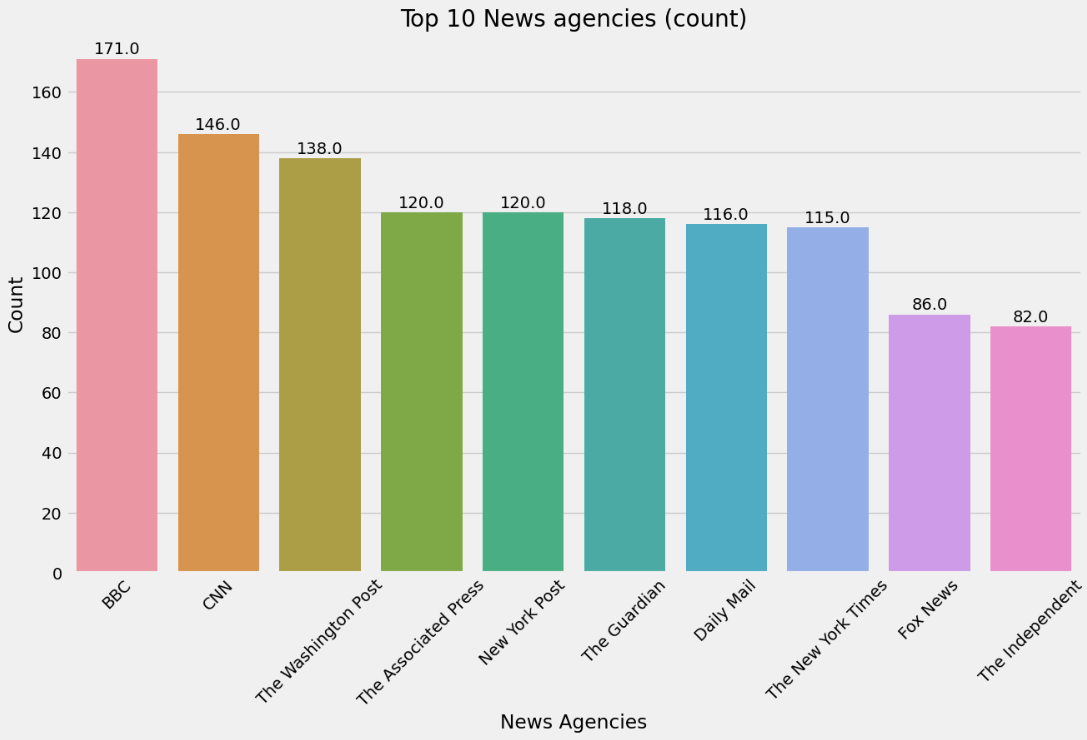 Top 10 News agencies (count)
171.0
146.0
138.0
120.0
120.0
118.0
116.0
115.0
86.0
82.0
160
140
120
100
80
60
40
20
0
Count
BBC
CNN
The Washington Post
The Associated Press
New York Post
The Guardian
Daily Mail
The New York Times
Fox News
The Independent
News Agencies